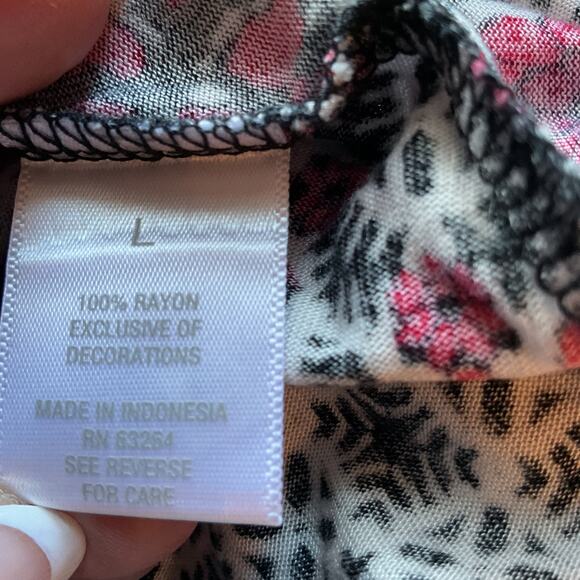 L
100% RAYON
EXCLUSIVE OF
DECORATIONS
MADE IN INDONESIA
RN 63264
SEE REVERSE
FOR CARE